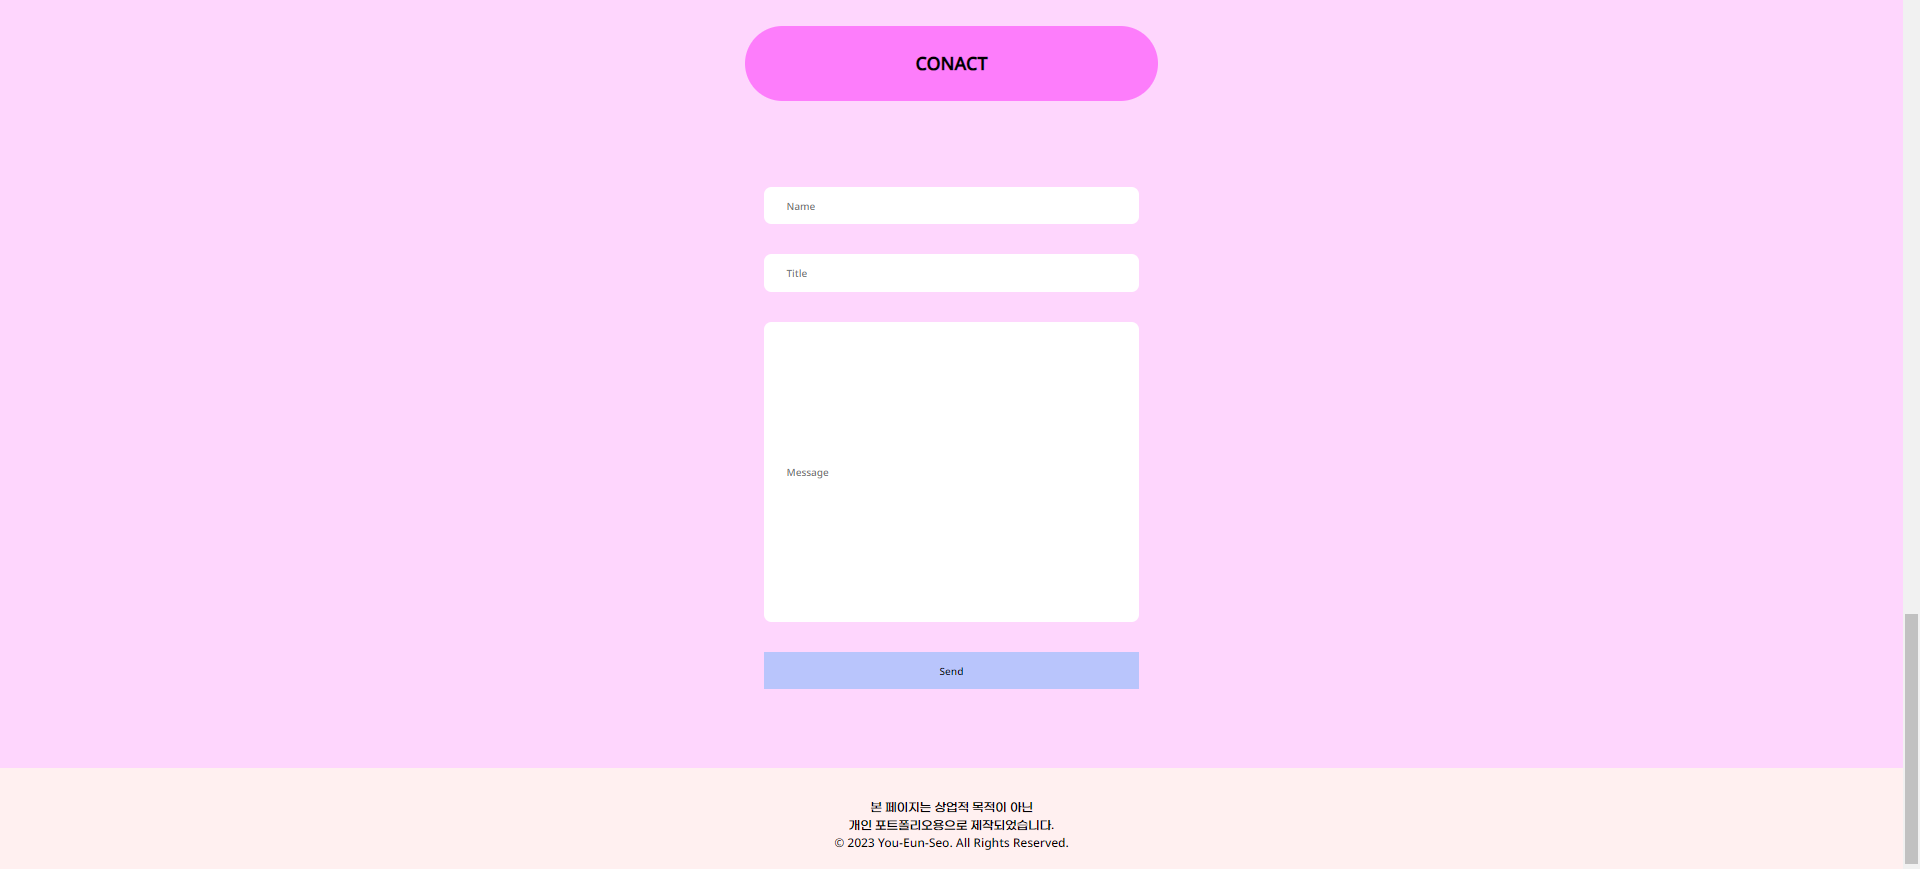 CONACT
Name
Title
Message
Send
본 페이지는 상업적 목적이 아닌
개인 포트폴리오용으로 제작되었습니다.
© 2023 You-Eun-Seo. All Rights Reserved.